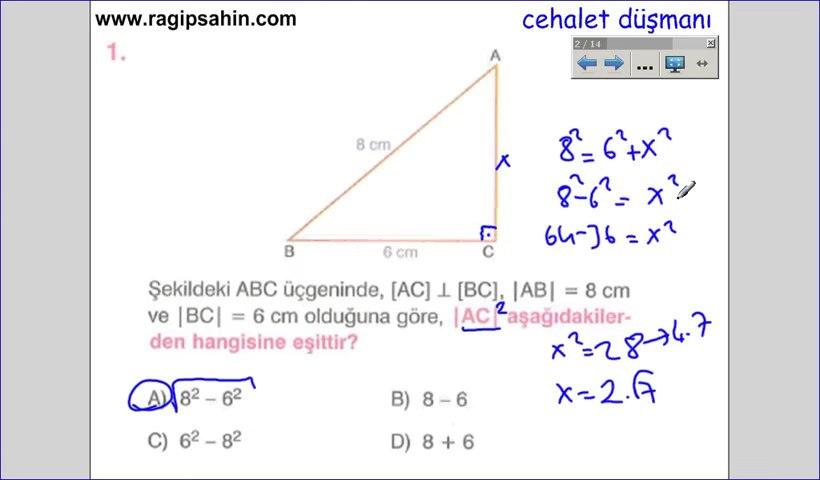 www.ragipsahin.com
cehalet düşmanı
2 / 14
1.
A
8 cm
x
B
6 cm
C
8² = 6² + x²
8² - 6² = x²
64 - 36 = x²
Şekildeki ABC üçgeninde, [AC] ⊥ [BC], |AB| = 8 cm
ve |BC| = 6 cm olduğuna göre, |AC|² aşağıdakiler-
den hangisine eşittir?
x² = 28 → 4.7
x = 2.√7
A) √8² – 6²
B) 8 – 6
C) 6² – 8²
D) 8 + 6